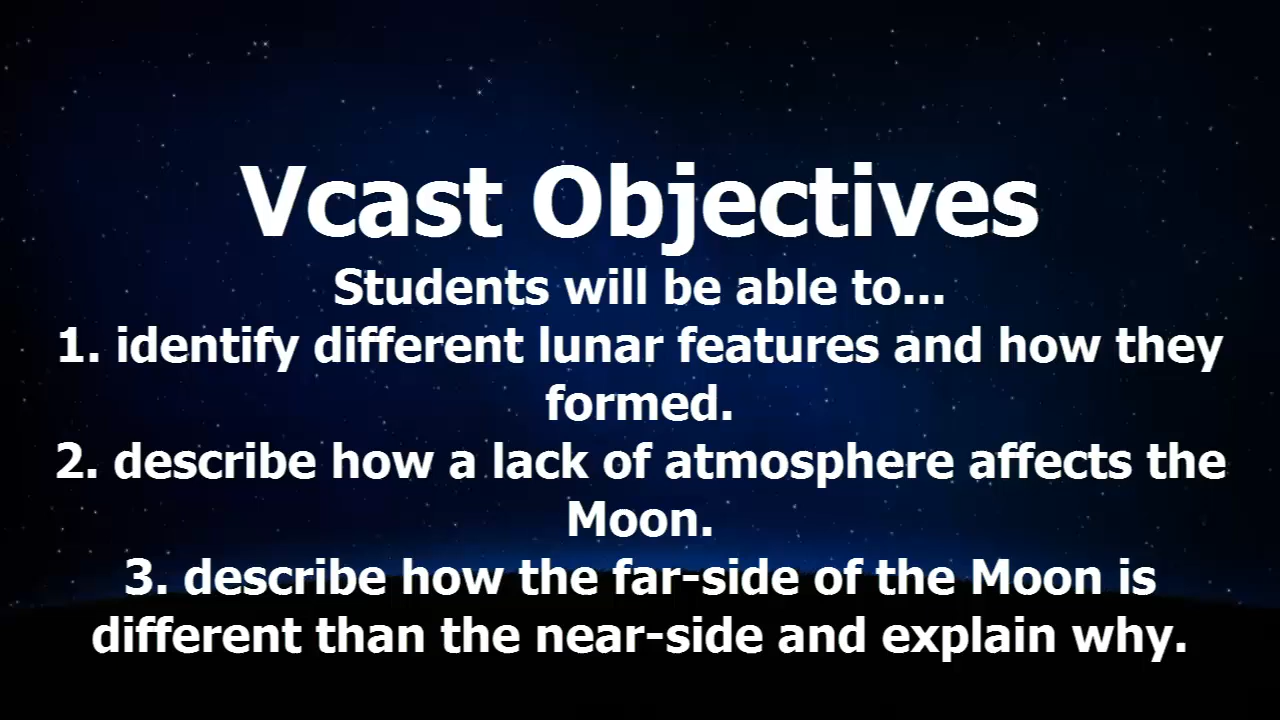 Vcast Objectives
Students will be able to...
1. identify different lunar features and how they
formed.
2. describe how a lack of atmosphere affects the
Moon.
3. describe how the far-side of the Moon is
different than the near-side and explain why.